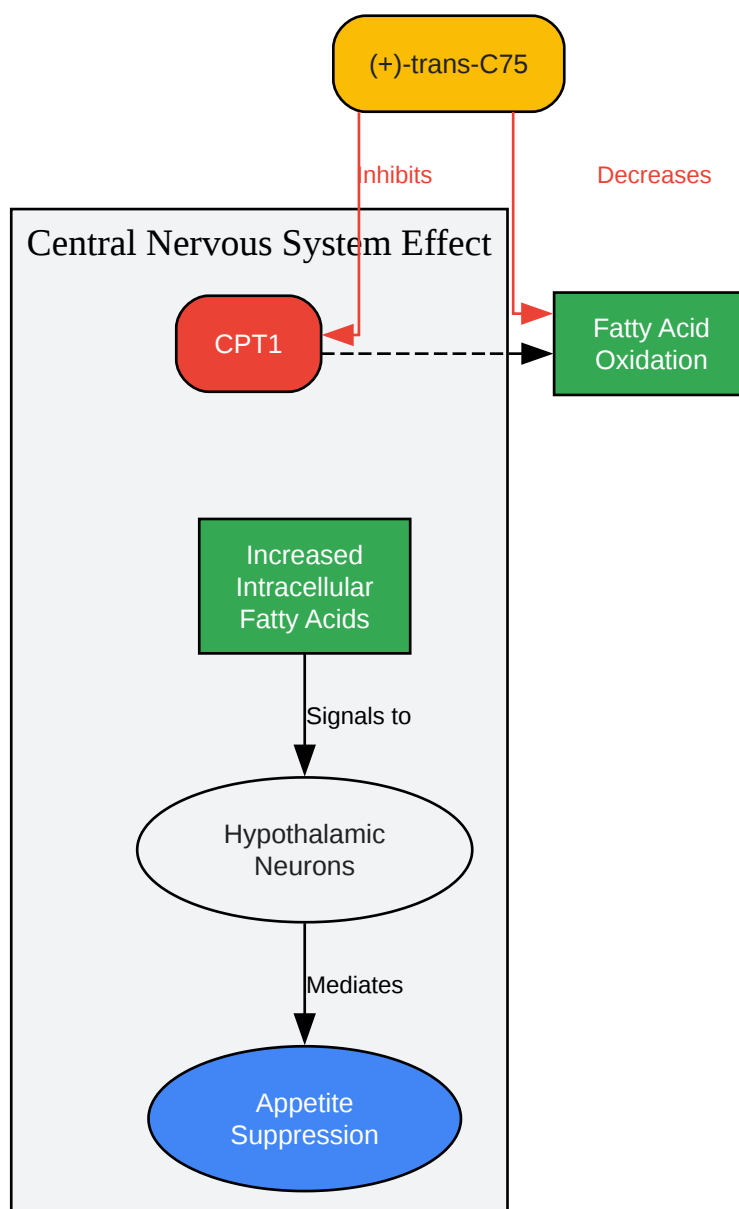 (+)-trans-C75
Inhibits
Decreases
Central Nervous System Effect
CPT1
Fatty Acid
Oxidation
Increased
Intracellular
Fatty Acids
Signals to
Hypothalamic
Neurons
Mediates
Appetite
Suppression